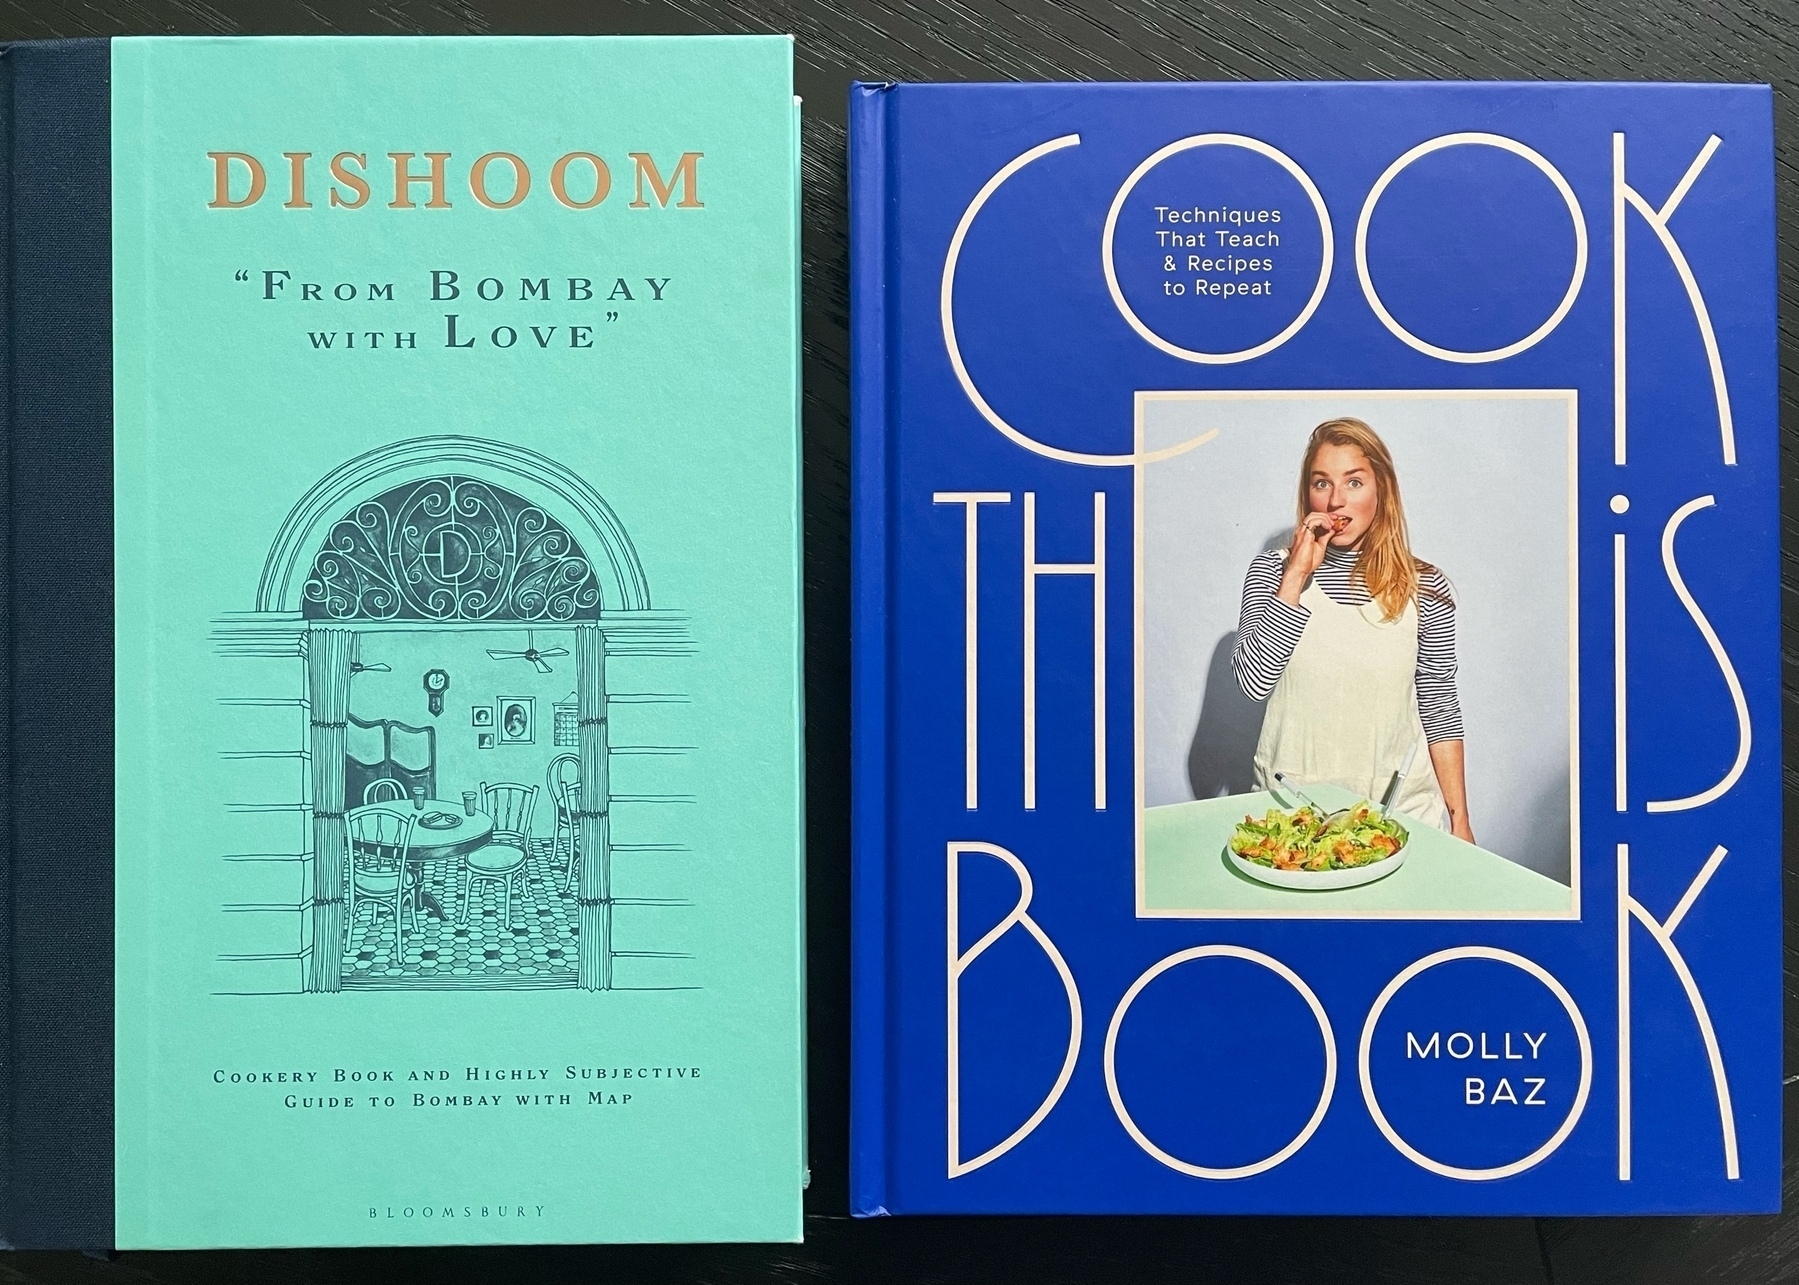 DISHOOM
“FROM BOMBAY
WITH LOVE”
D
COOKERY BOOK AND HIGHLY SUBJECTIVE
GUIDE TO BOMBAY WITH MAP
BLOOMSBURY
COOK
Techniques
That Teach
& Recipes
to Repeat
THiS
BOOK
MOLLY
BAZ